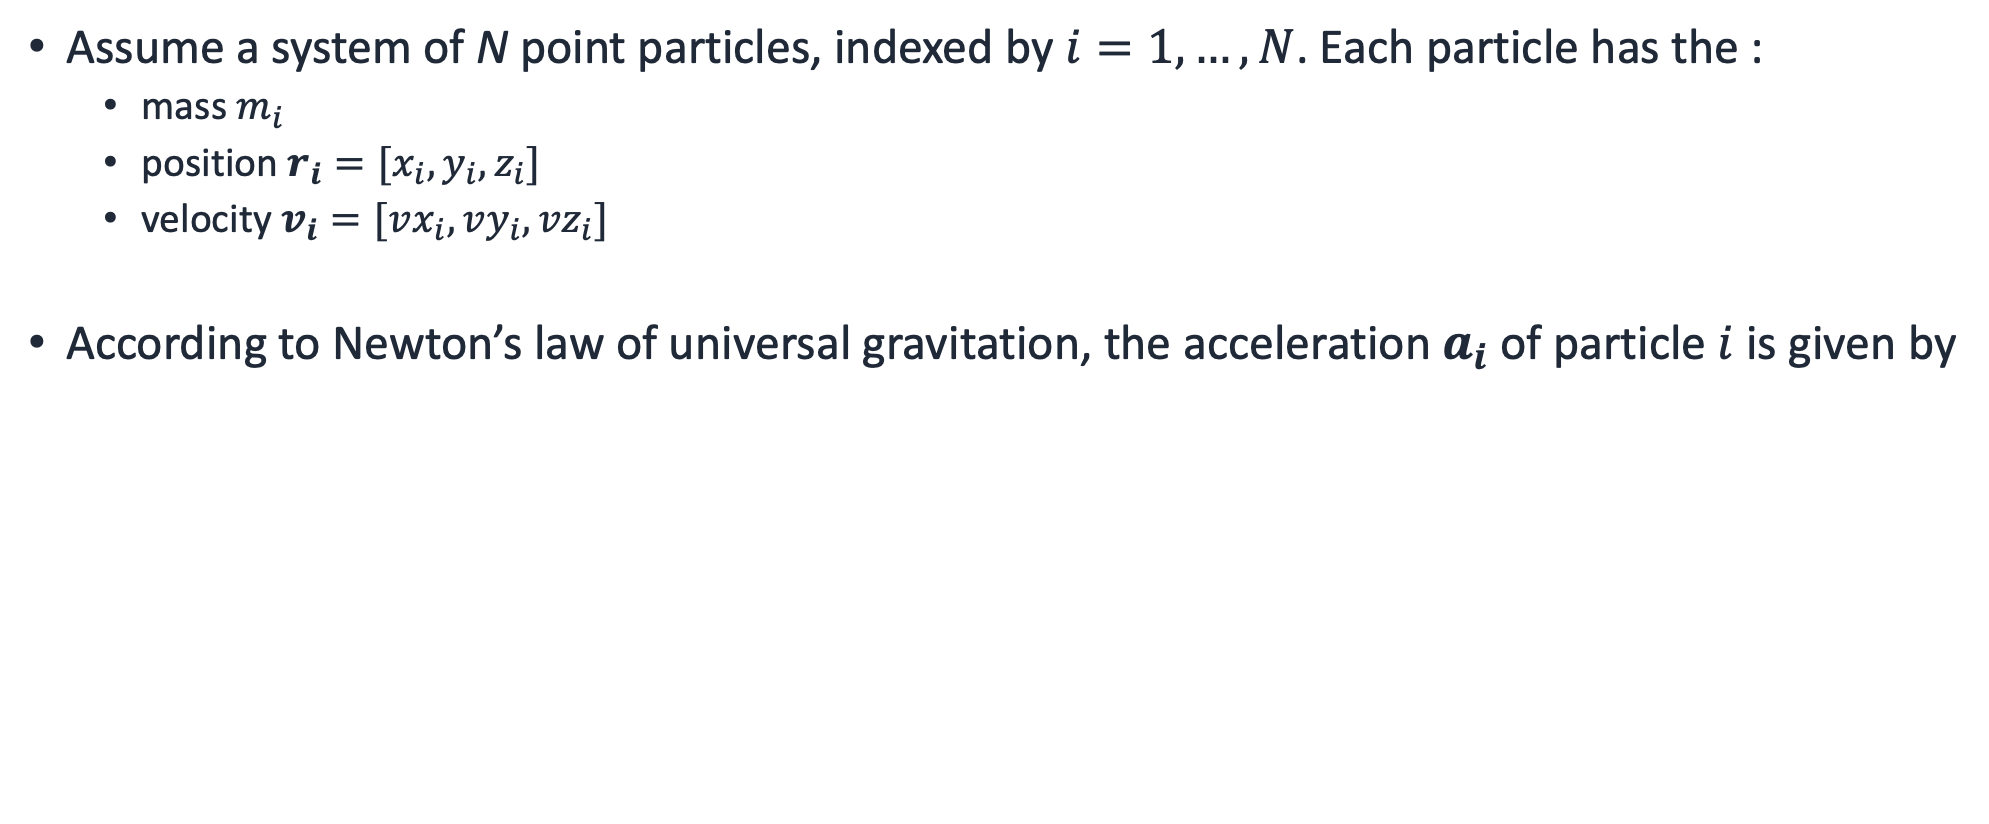 • Assume a system of N point particles, indexed by i = 1, … , N. Each particle has the :
• mass mᵢ
• position 𝒓ᵢ = [xᵢ, yᵢ, zᵢ]
• velocity 𝒗ᵢ = [vxᵢ, vyᵢ, vzᵢ]
• According to Newton’s law of universal gravitation, the acceleration 𝒂ᵢ of particle i is given by